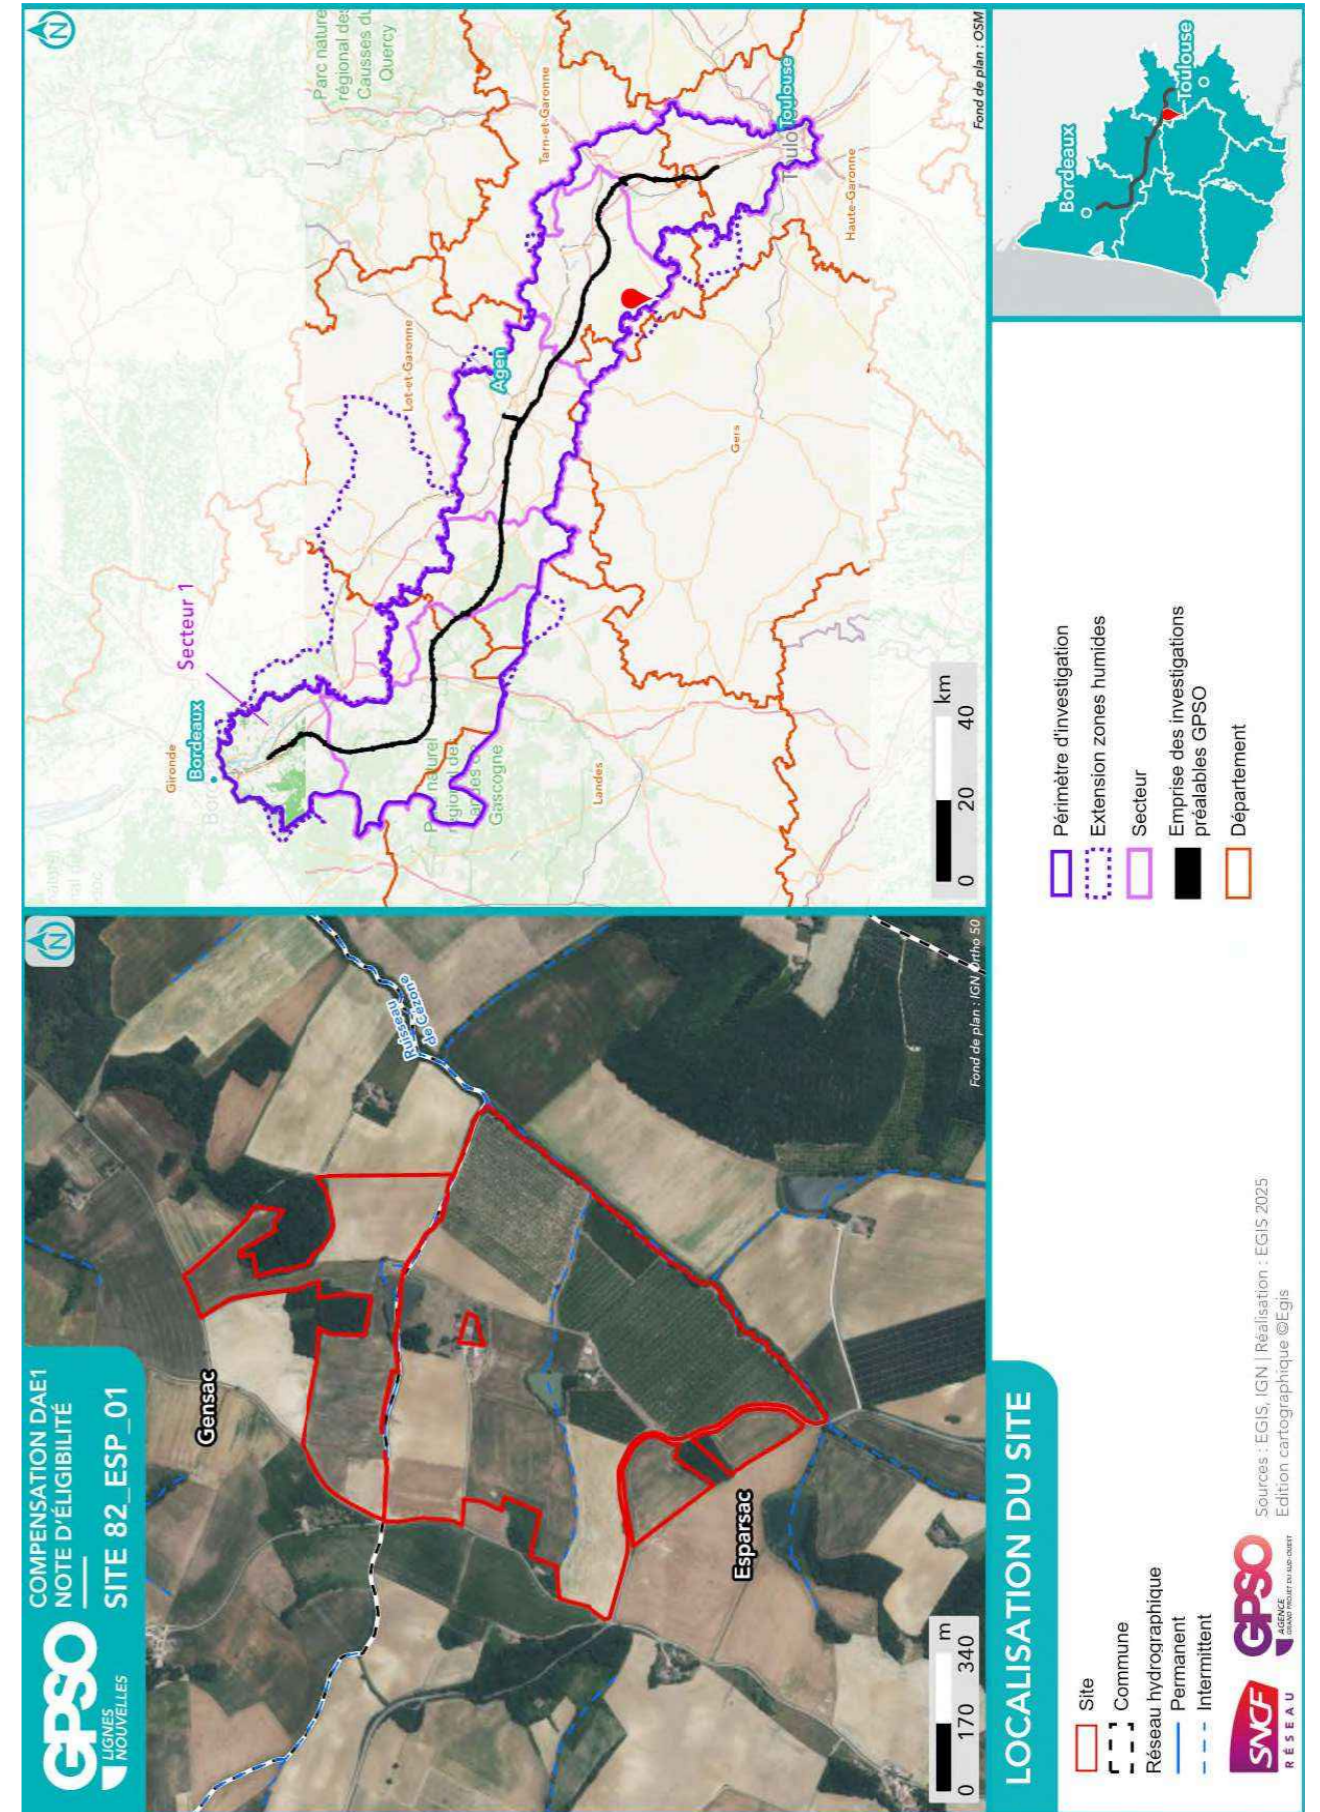 GPSO
LIGNES
NOUVELLES
COMPENSATION DAE1
NOTE D'ÉLIGIBILITÉ
SITE 82_ESP_01
N
Gensac
Esparsac
Ruisseau
de Cézone
0 170 340 m
Fond de plan : IGN Ortho 50
N
Secteur 1
Gironde
Bordeaux
Parc naturel
régional des
Landes de
Gascogne
Landes
Lot-et-Garonne
Agen
Gers
Tarn-et-Garonne
Parc nature
régional des
Causses du
Quercy
Toulouse
Haute-Garonne
0 20 40 km
Fond de plan : OSM
LOCALISATION DU SITE
Site
Commune
Réseau hydrographique
Permanent
Intermittent
Périmètre d'investigation
Extension zones humides
Secteur
Emprise des investigations
préalables GPSO
Département
Bordeaux
Toulouse
SNCF
RÉSEAU
GPSO
AGENCE
GRAND PROJET DU SUD-OUEST
Sources : EGIS, IGN | Réalisation : EGIS 2025
Edition cartographique ©Egis